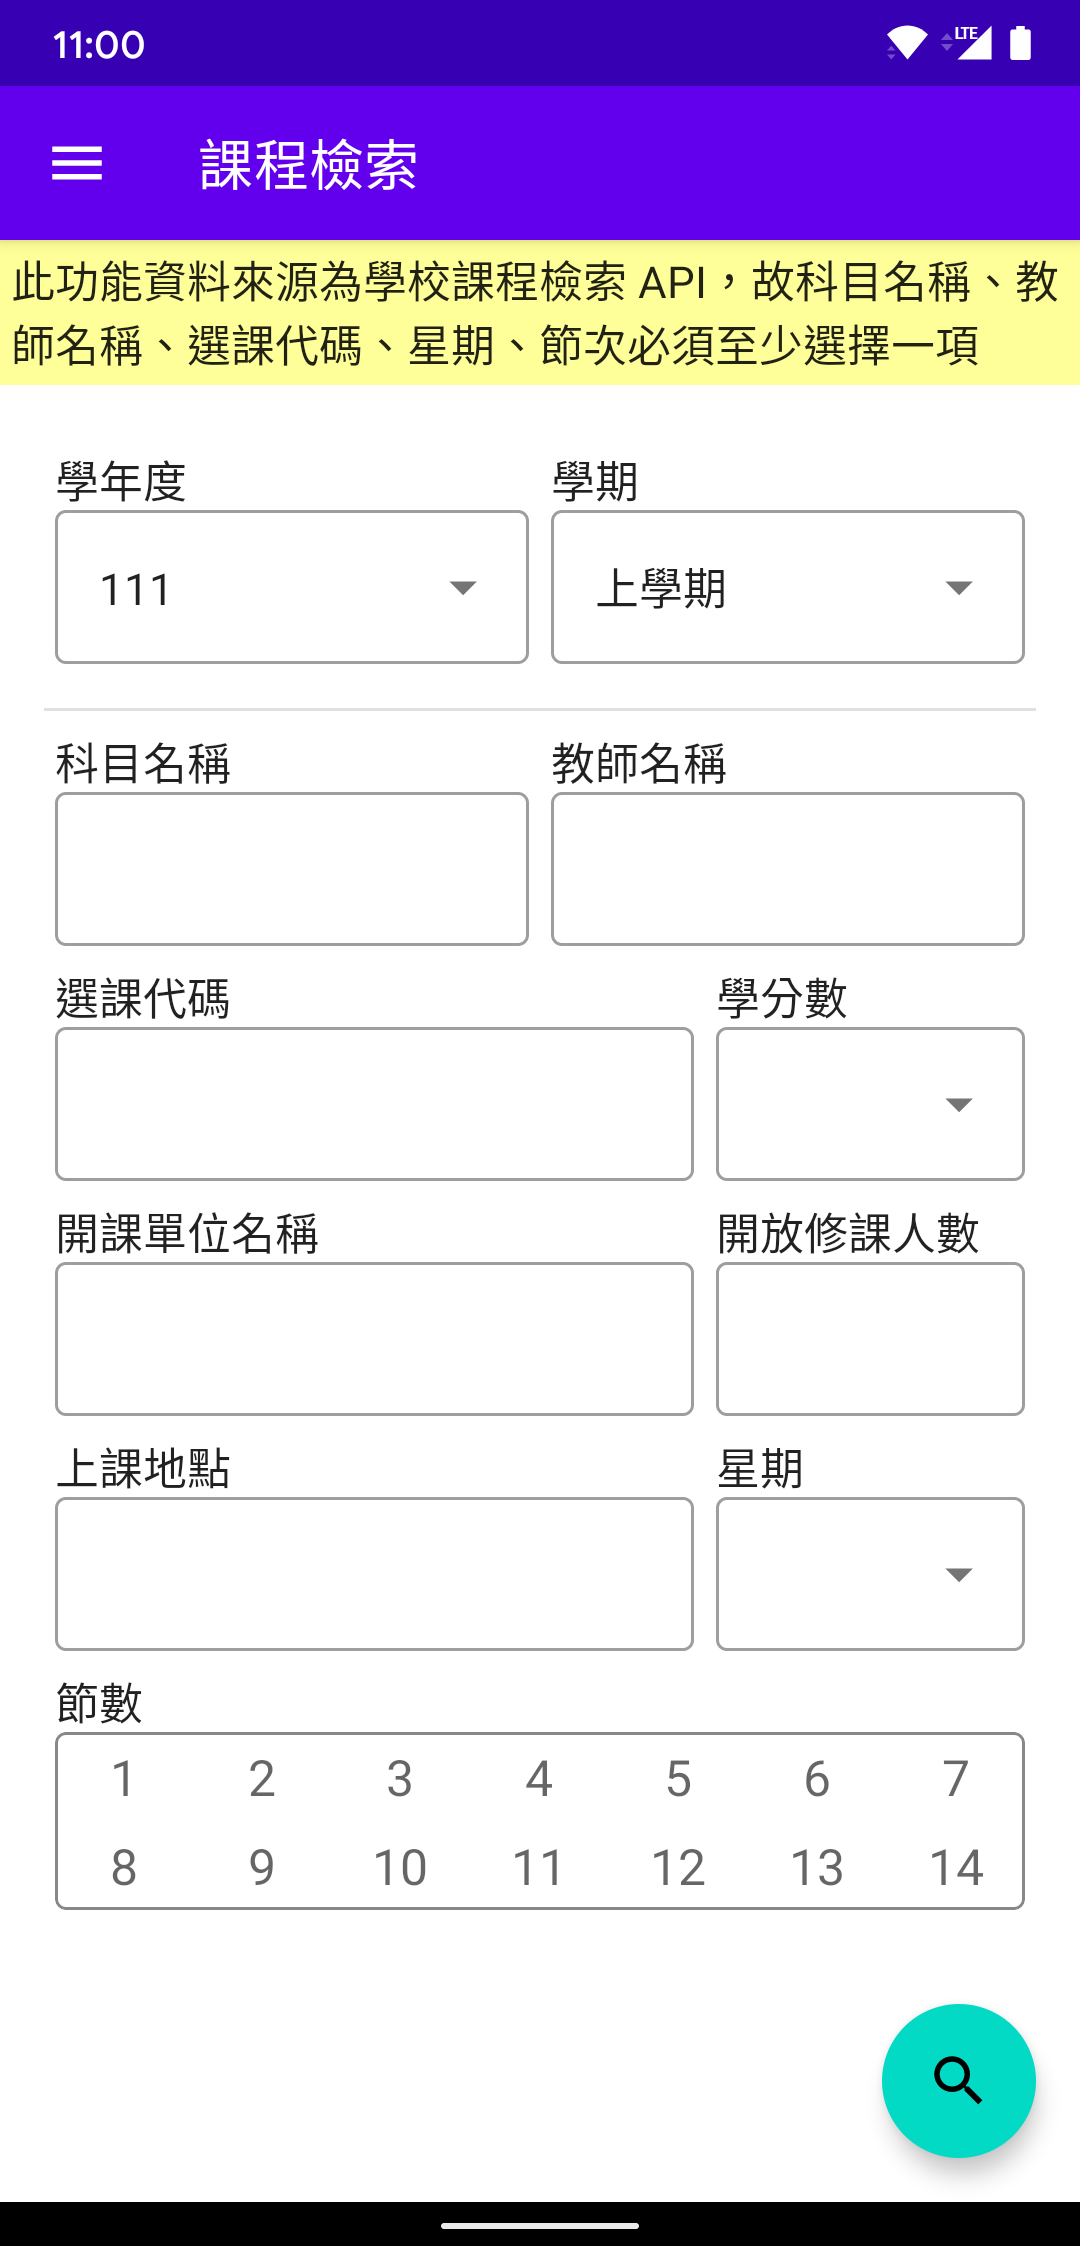 11:00
LTE
課程檢索
此功能資料來源為學校課程檢索 API，故科目名稱、教
師名稱、選課代碼、星期、節次必須至少選擇一項
學年度 學期
111 上學期
科目名稱 教師名稱
選課代碼 學分數
開課單位名稱 開放修課人數
上課地點 星期
節數
1 2 3 4 5 6 7
8 9 10 11 12 13 14